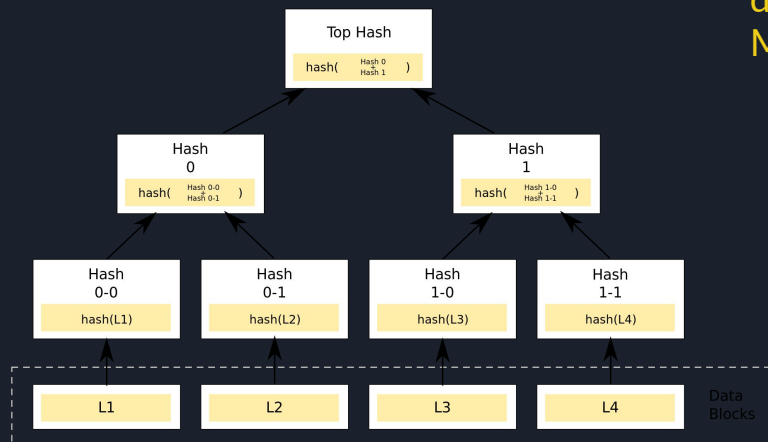 Top Hash
hash( Hash 0 + Hash 1 )
Hash
0
hash( Hash 0-0 + Hash 0-1 )
Hash
1
hash( Hash 1-0 + Hash 1-1 )
Hash
0-0
hash(L1)
Hash
0-1
hash(L2)
Hash
1-0
hash(L3)
Hash
1-1
hash(L4)
L1
L2
L3
L4
Data
Blocks